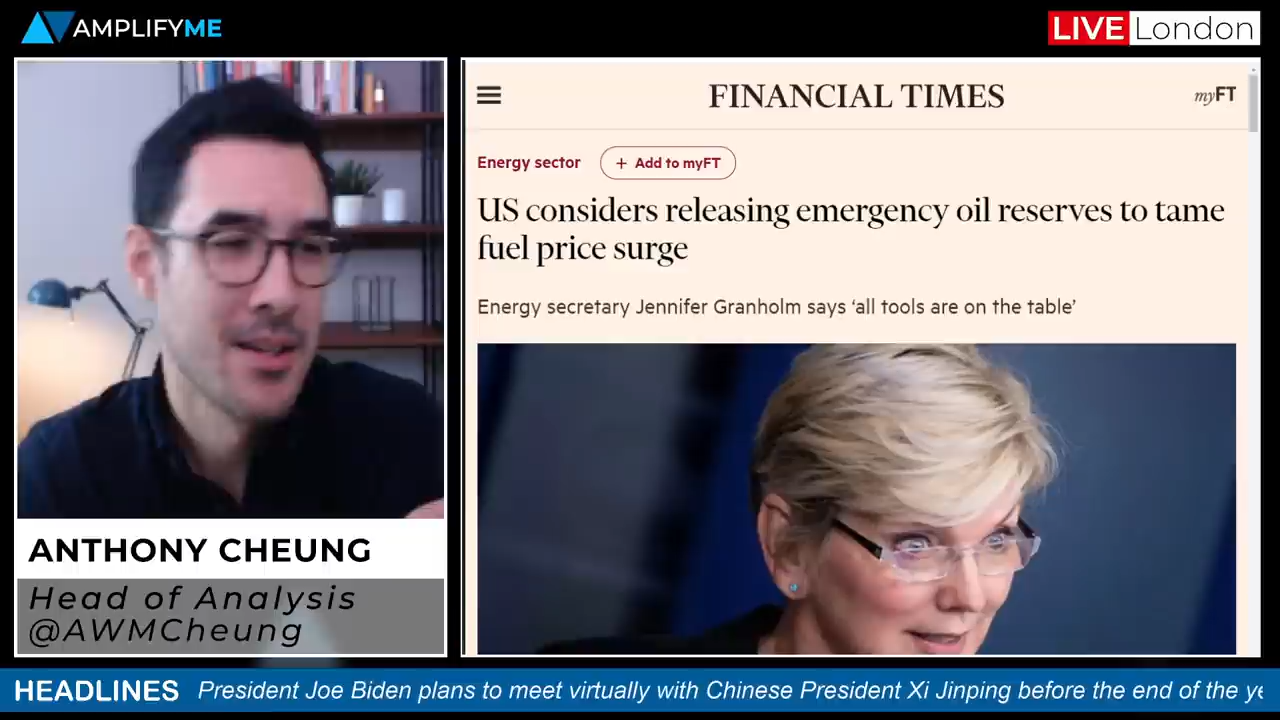 AMPLIFYME
LIVE London
FINANCIAL TIMES
myFT
Energy sector
+ Add to myFT
US considers releasing emergency oil reserves to tame
fuel price surge
Energy secretary Jennifer Granholm says ‘all tools are on the table’
ANTHONY CHEUNG
Head of Analysis
@AWMCheung
HEADLINES President Joe Biden plans to meet virtually with Chinese President Xi Jinping before the end of the ye